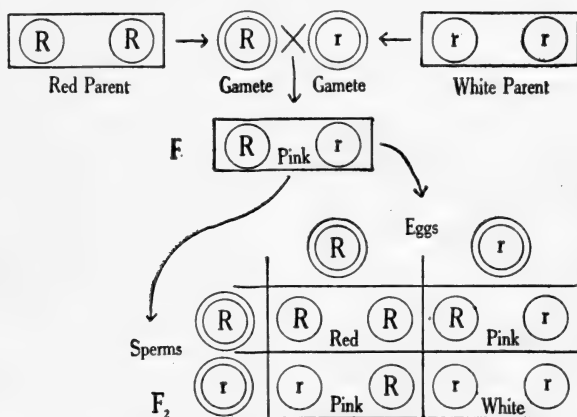 R R R r r r
Red Parent Gamete Gamete White Parent
F R Pink r
Eggs
R r
R R Red R R Pink r
Sperms
F₂ r r Pink R r White r